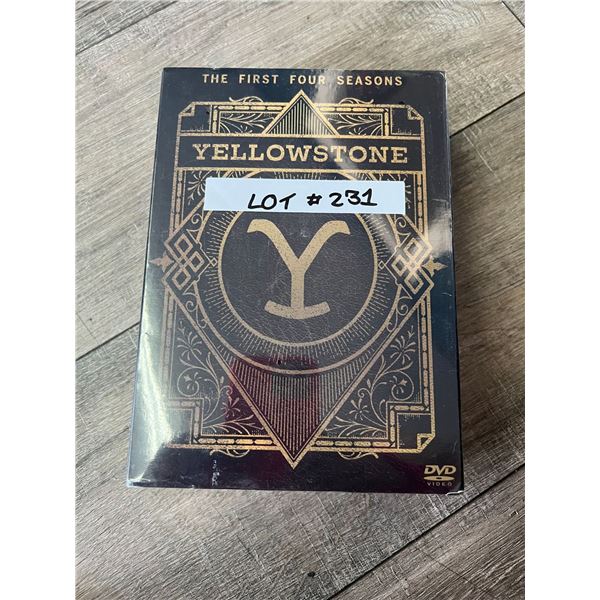 THE FIRST FOUR SEASONS
YELLOWSTONE
LOT # 231
Y
DVD
VIDEO